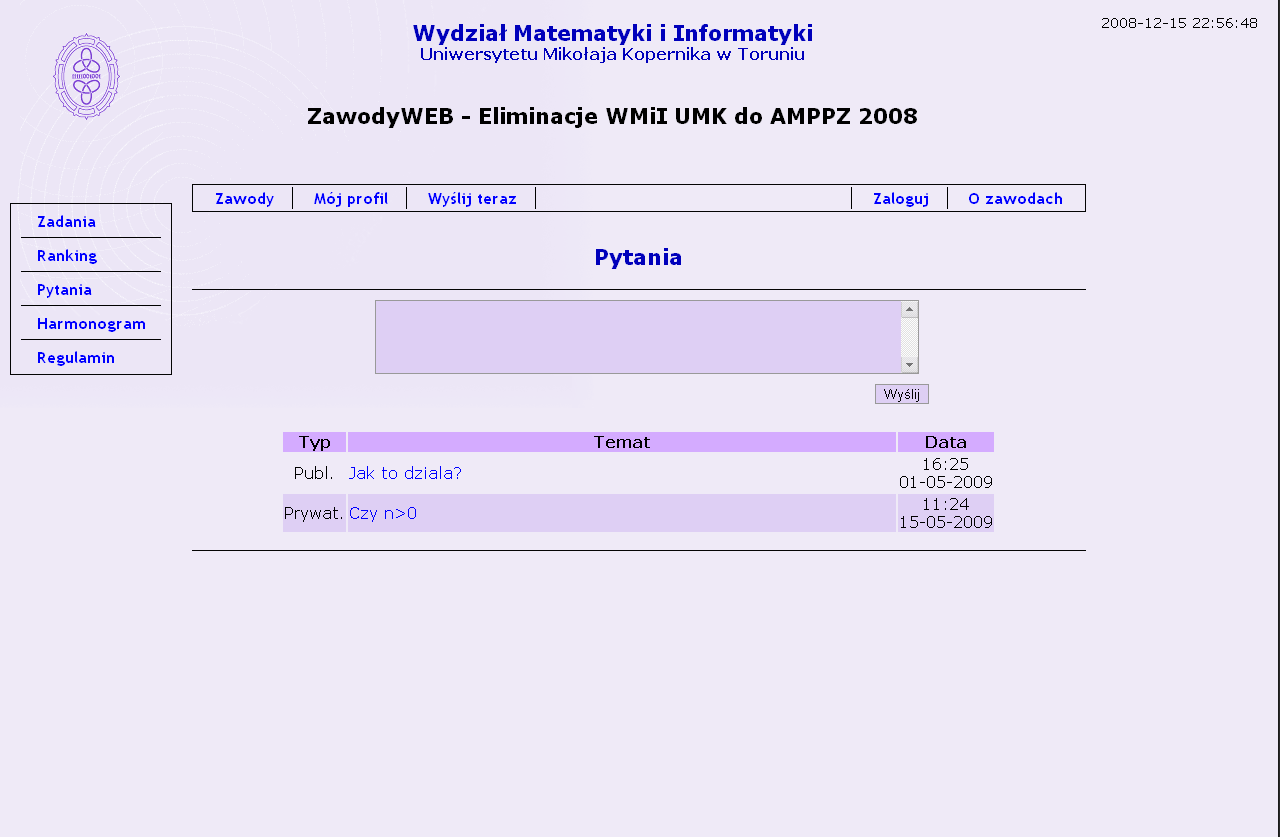 2008-12-15 22:56:48
Wydział Matematyki i Informatyki
Uniwersytetu Mikołaja Kopernika w Toruniu
ZawodyWEB - Eliminacje WMiI UMK do AMPPZ 2008
Zawody Mój profil Wyślij teraz Zaloguj O zawodach
Zadania
Ranking
Pytania
Harmonogram
Regulamin
Pytania
Wyślij
Typ Temat Data
Publ. Jak to dziala? 16:25
01-05-2009
Prywat. Czy n>0 11:24
15-05-2009